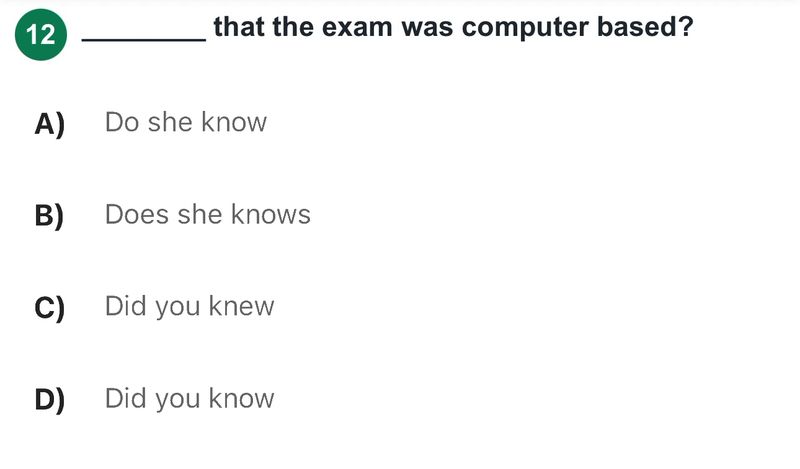 12 _________ that the exam was computer based?
A) Do she know
B) Does she knows
C) Did you knew
D) Did you know